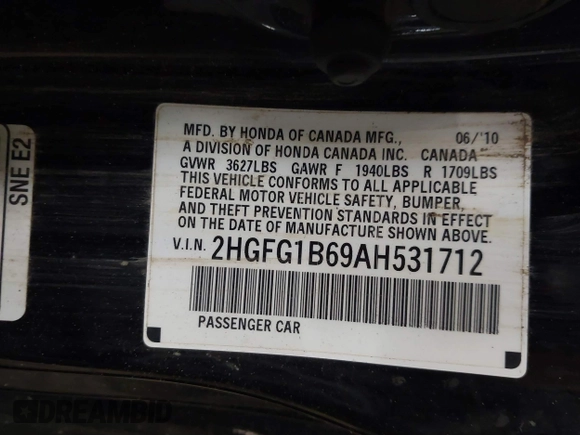 SNE E2
MFD. BY HONDA OF CANADA MFG., 06/'10
A DIVISION OF HONDA CANADA INC. CANADA
GVWR 3627LBS GAWR F 1940LBS R 1709LBS
THIS VEHICLE CONFORMS TO ALL APPLICABLE
FEDERAL MOTOR VEHICLE SAFETY, BUMPER,
AND THEFT PREVENTION STANDARDS IN EFFECT
ON THE DATE OF MANUFACTURE SHOWN ABOVE.
V.I.N. 2HGFG1B69AH531712
PASSENGER CAR
DREAMBID